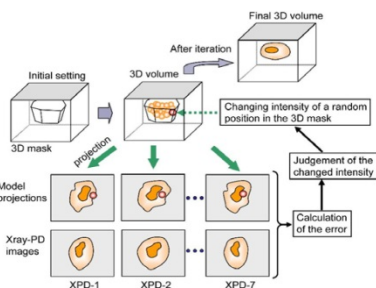 Final 3D volume
After iteration
Initial setting
3D volume
Changing intensity of a random
position in the 3D mask
3D mask
projection
Judgement of the
changed intensity
Model
projections
Calculation
of the error
Xray-PD
images
XPD-1
XPD-2
XPD-7